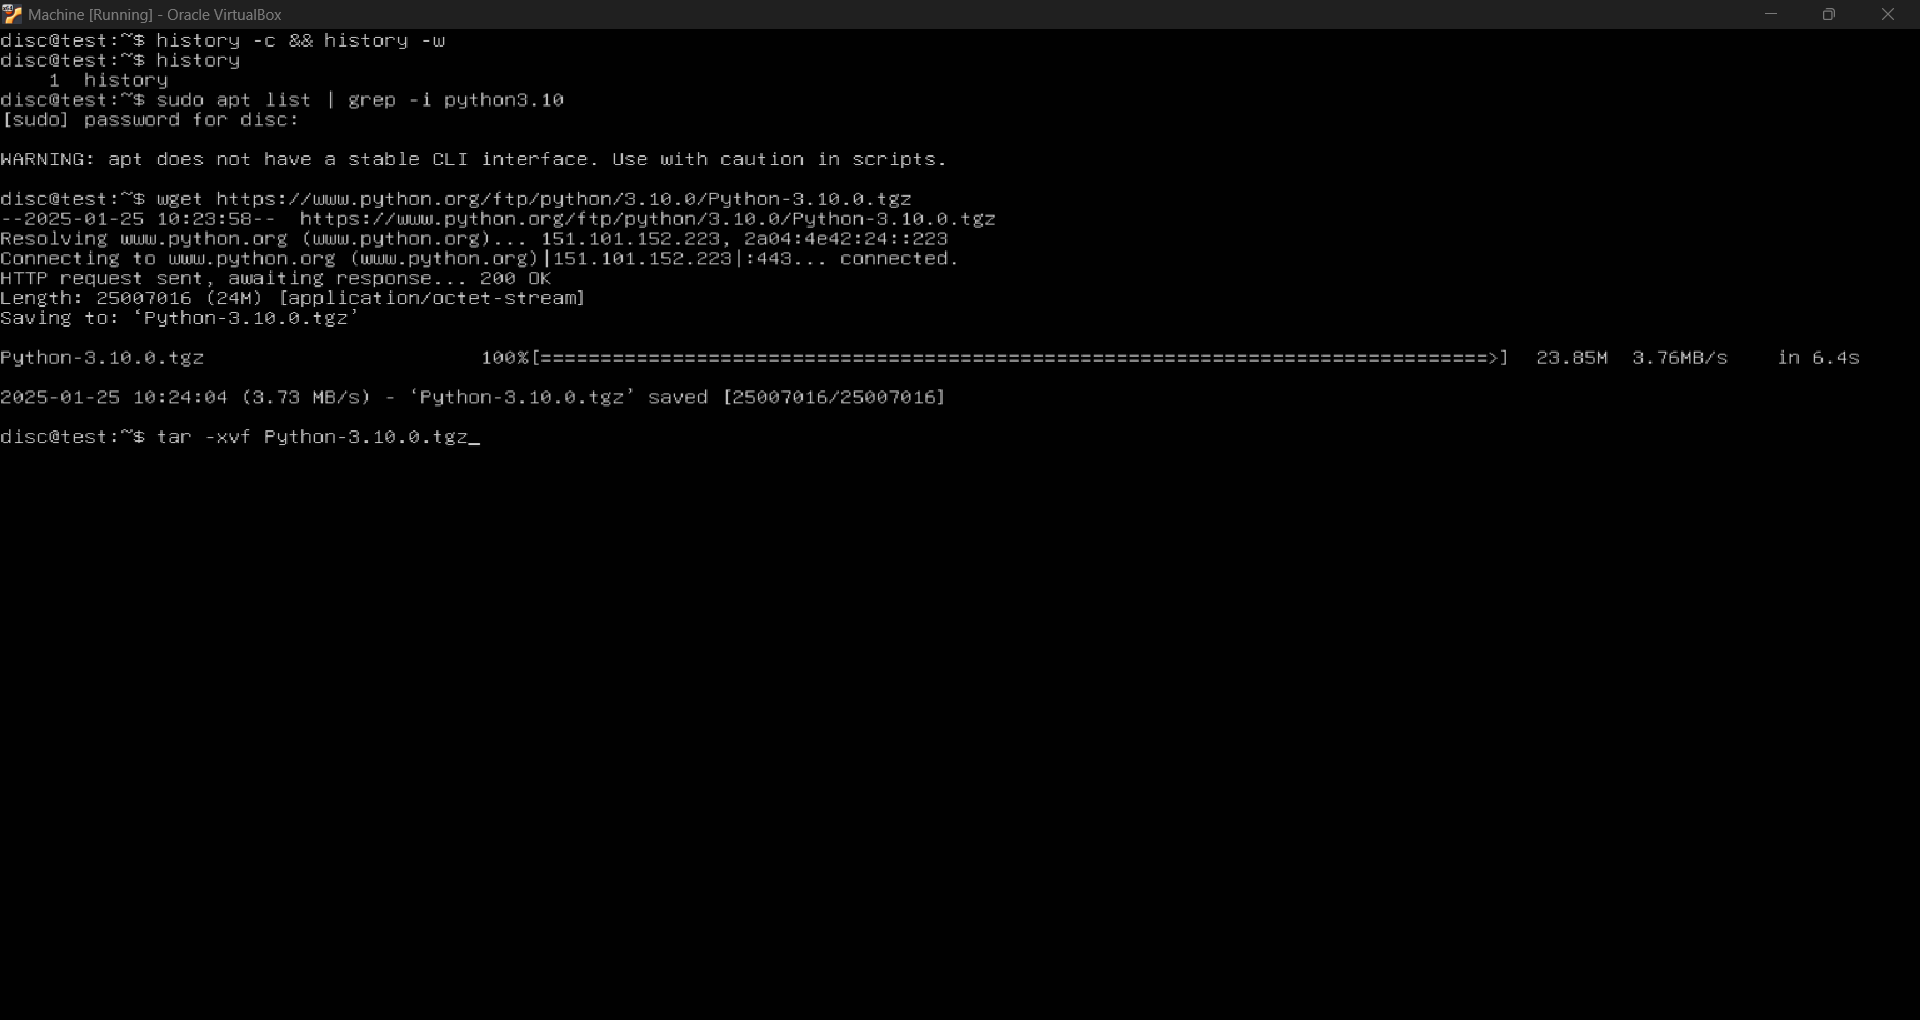 Machine [Running] - Oracle VirtualBox
disc@test:~$ history -c && history -w
disc@test:~$ history
    1  history
disc@test:~$ sudo apt list | grep -i python3.10
[sudo] password for disc:
WARNING: apt does not have a stable CLI interface. Use with caution in scripts.
disc@test:~$ wget https://www.python.org/ftp/python/3.10.0/Python-3.10.0.tgz
--2025-01-25 10:23:58--  https://www.python.org/ftp/python/3.10.0/Python-3.10.0.tgz
Resolving www.python.org (www.python.org)... 151.101.152.223, 2a04:4e42:24::223
Connecting to www.python.org (www.python.org)|151.101.152.223|:443... connected.
HTTP request sent, awaiting response... 200 OK
Length: 25007016 (24M) [application/octet-stream]
Saving to: ‘Python-3.10.0.tgz’
Python-3.10.0.tgz                       100%[===============================================================================>]  23.85M  3.76MB/s    in 6.4s
2025-01-25 10:24:04 (3.73 MB/s) - ‘Python-3.10.0.tgz’ saved [25007016/25007016]
disc@test:~$ tar -xvf Python-3.10.0.tgz_